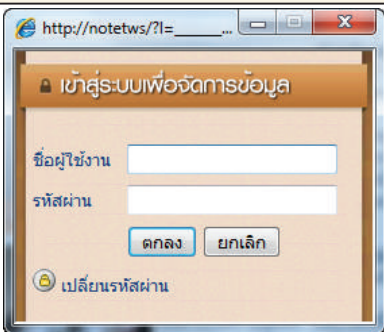 http://notetws/?l=______...
เข้าสู่ระบบเพื่อจัดการข้อมูล
ชื่อผู้ใช้งาน
รหัสผ่าน
ตกลง ยกเลิก
เปลี่ยนรหัสผ่าน